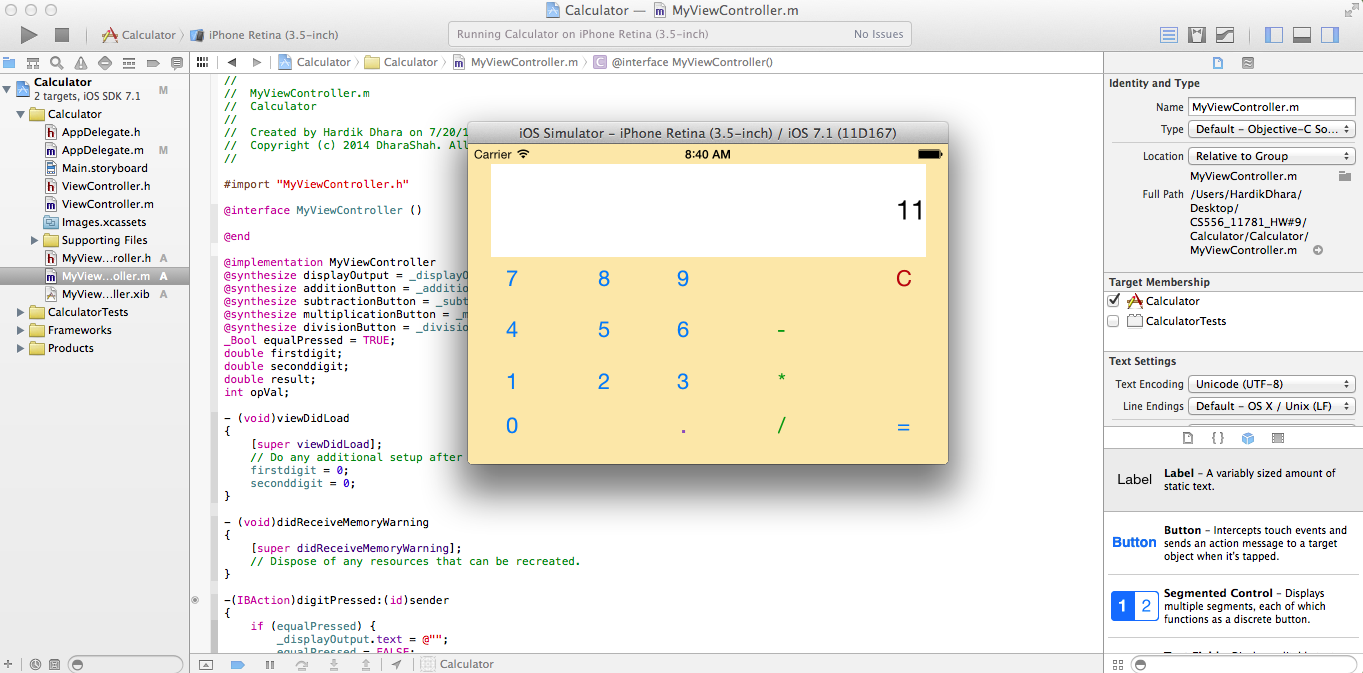 Calculator — MyViewController.m
Calculator
iPhone Retina (3.5-inch)
Running Calculator on iPhone Retina (3.5-inch)
No Issues
Calculator
Calculator
MyViewController.m
@interface MyViewController()
Calculator
2 targets, iOS SDK 7.1
M
Calculator
AppDelegate.h
AppDelegate.m
M
Main.storyboard
ViewController.h
ViewController.m
Images.xcassets
Supporting Files
MyView...roller.h
A
MyView...oller.m
A
MyView...ller.xib
A
CalculatorTests
Frameworks
Products
//
//  MyViewController.m
//  Calculator
//
//  Created by Hardik Dhara on 7/20/1
//  Copyright (c) 2014 DharaShah. All
//
#import "MyViewController.h"
@interface MyViewController ()
@end
@implementation MyViewController
@synthesize displayOutput = _displayO
@synthesize additionButton = _addition
@synthesize subtractionButton = _subt
@synthesize multiplicationButton = _m
@synthesize divisionButton = _division
_Bool equalPressed = TRUE;
double firstdigit;
double seconddigit;
double result;
int opVal;
- (void)viewDidLoad
{
[super viewDidLoad];
// Do any additional setup after
firstdigit = 0;
seconddigit = 0;
}
- (void)didReceiveMemoryWarning
{
[super didReceiveMemoryWarning];
// Dispose of any resources that can be recreated.
}
-(IBAction)digitPressed:(id)sender
{
if (equalPressed) {
_displayOutput.text = @"";
equalPressed = FALSE;
Calculator
iOS Simulator - iPhone Retina (3.5-inch) / iOS 7.1 (11D167)
Carrier
8:40 AM
11
7 8 9 C
4 5 6 -
1 2 3 *
0 . / =
Identity and Type
Name MyViewController.m
Type Default - Objective-C So...
Location Relative to Group
MyViewController.m
Full Path /Users/HardikDhara/
Desktop/
CS556_11781_HW#9/
Calculator/Calculator/
MyViewController.m
Target Membership
Calculator
CalculatorTests
Text Settings
Text Encoding Unicode (UTF-8)
Line Endings Default - OS X / Unix (LF)
{ }
Label
Label - A variably sized amount of
static text.
Button
Button - Intercepts touch events and
sends an action message to a target
object when it's tapped.
1 2
Segmented Control - Displays
multiple segments, each of which
functions as a discrete button.